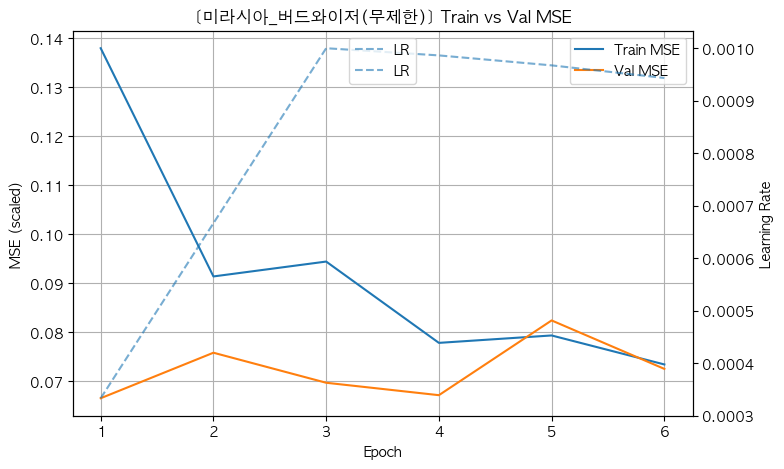 [미라시아_버드와이저(무제한)] Train vs Val MSE
MSE (scaled)
0.14
0.13
0.12
0.11
0.10
0.09
0.08
0.07
LR
LR
Train MSE
Val MSE
0.0010
0.0009
0.0008
0.0007
0.0006
0.0005
0.0004
0.0003
Learning Rate
1 2 3 4 5 6
Epoch